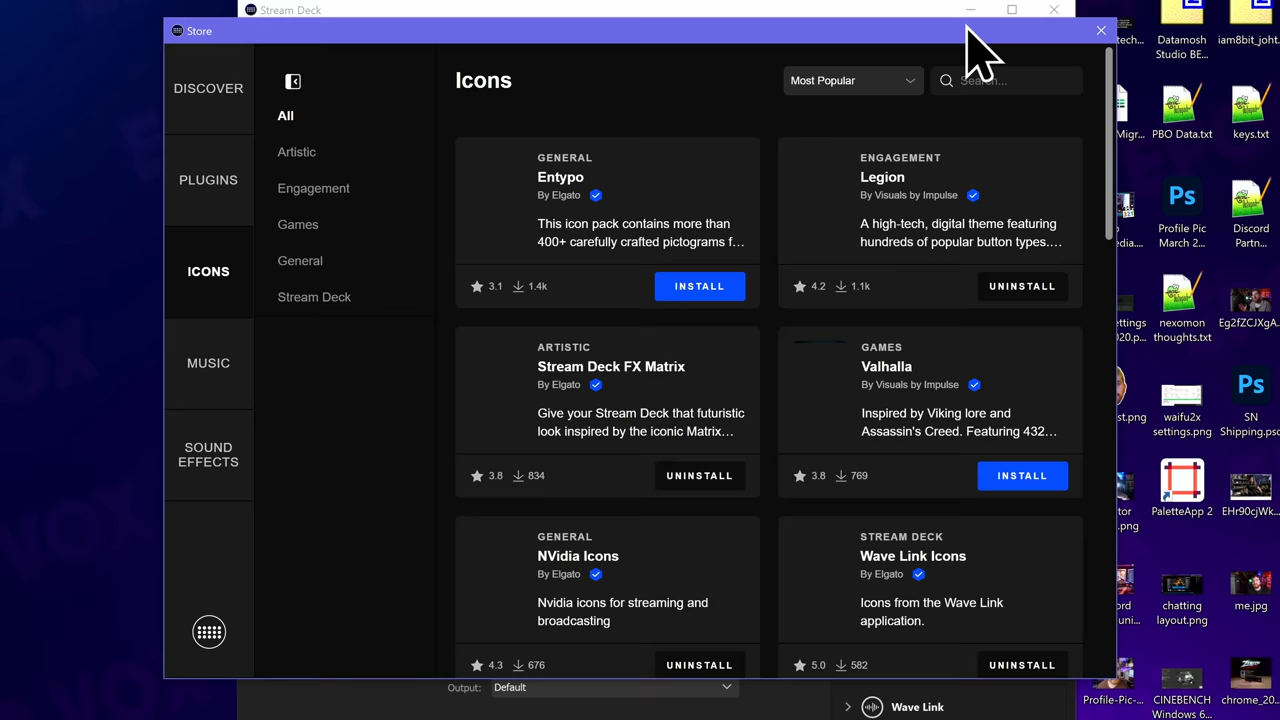 Stream Deck
Store
DISCOVER
PLUGINS
ICONS
MUSIC
SOUND
EFFECTS
All
Artistic
Engagement
Games
General
Stream Deck
Icons
Most Popular
Search...
GENERAL
Entypo
By Elgato
This icon pack contains more than
400+ carefully crafted pictograms f...
3.1
1.4k
INSTALL
ENGAGEMENT
Legion
By Visuals by Impulse
A high-tech, digital theme featuring
hundreds of popular button types....
4.2
1.1k
UNINSTALL
ARTISTIC
Stream Deck FX Matrix
By Elgato
Give your Stream Deck that futuristic
look inspired by the iconic Matrix...
3.8
834
UNINSTALL
GAMES
Valhalla
By Visuals by Impulse
Inspired by Viking lore and
Assassin's Creed. Featuring 432...
3.8
769
INSTALL
GENERAL
NVidia Icons
By Elgato
Nvidia icons for streaming and
broadcasting
4.3
676
UNINSTALL
STREAM DECK
Wave Link Icons
By Elgato
Icons from the Wave Link
application.
5.0
582
UNINSTALL
Output:
Default
Wave Link
Datamosh
Studio BE...
iam8bit_joht...
PBO Data.txt
keys.txt
Ps
Profile Pic
March 2...
Discord
Partn...
nexomon
thoughts.txt
Eg2fZCJXgA...
waifu2x
settings.png
Ps
SN
Shipping.psd
PaletteApp 2
EHr90cjWk...
chatting
layout.png
me.jpg
Profile-Pic-...
CINEBENCH
Windows 6...
chrome_20...